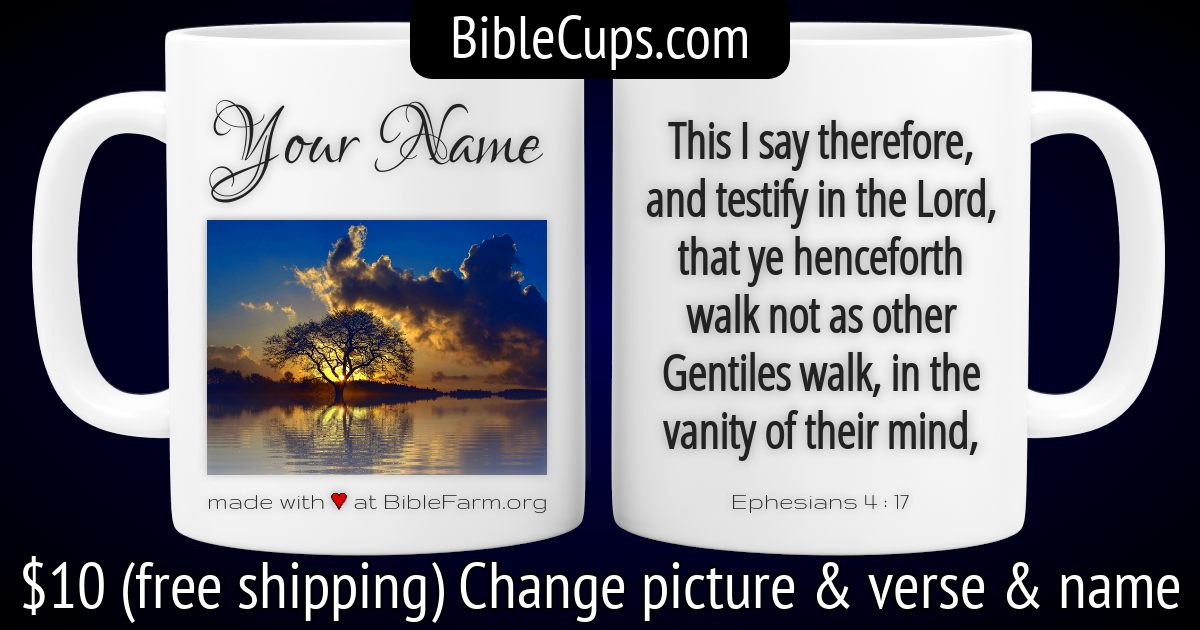 BibleCups.com
Your Name
made with ♥ at BibleFarm.org
This I say therefore,
and testify in the Lord,
that ye henceforth
walk not as other
Gentiles walk, in the
vanity of their mind,
Ephesians 4 : 17
$10 (free shipping) Change picture & verse & name